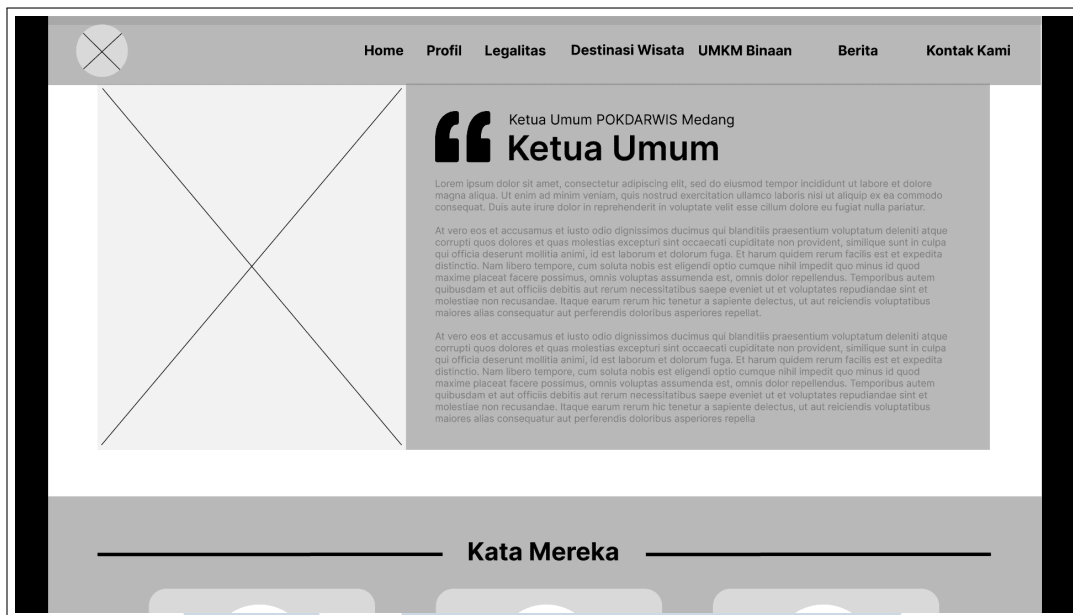 Home Profil Legalitas Destinasi Wisata UMKM Binaan Berita Kontak Kami
Ketua Umum POKDARWIS Medang
Ketua Umum
Lorem ipsum dolor sit amet, consectetur adipiscing elit, sed do eiusmod tempor incididunt ut labore et dolore
magna aliqua. Ut enim ad minim veniam, quis nostrud exercitation ullamco laboris nisi ut aliquip ex ea commodo
consequat. Duis aute irure dolor in reprehenderit in voluptate velit esse cillum dolore eu fugiat nulla pariatur.
At vero eos et accusamus et iusto odio dignissimos ducimus qui blanditiis praesentium voluptatum deleniti atque
corrupti quos dolores et quas molestias excepturi sint occaecati cupiditate non provident, similique sunt in culpa
qui officia deserunt mollitia animi, id est laborum et dolorum fuga. Et harum quidem rerum facilis est et expedita
distinctio. Nam libero tempore, cum soluta nobis est eligendi optio cumque nihil impedit quo minus id quod
maxime placeat facere possimus, omnis voluptas assumenda est, omnis dolor repellendus. Temporibus autem
quibusdam et aut officiis debitis aut rerum necessitatibus saepe eveniet ut et voluptates repudiandae sint et
molestiae non recusandae. Itaque earum rerum hic tenetur a sapiente delectus, ut aut reiciendis voluptatibus
maiores alias consequatur aut perferendis doloribus asperiores repellat.
At vero eos et accusamus et iusto odio dignissimos ducimus qui blanditiis praesentium voluptatum deleniti atque
corrupti quos dolores et quas molestias excepturi sint occaecati cupiditate non provident, similique sunt in culpa
qui officia deserunt mollitia animi, id est laborum et dolorum fuga. Et harum quidem rerum facilis est et expedita
distinctio. Nam libero tempore, cum soluta nobis est eligendi optio cumque nihil impedit quo minus id quod
maxime placeat facere possimus, omnis voluptas assumenda est, omnis dolor repellendus. Temporibus autem
quibusdam et aut officiis debitis aut rerum necessitatibus saepe eveniet ut et voluptates repudiandae sint et
molestiae non recusandae. Itaque earum rerum hic tenetur a sapiente delectus, ut aut reiciendis voluptatibus
maiores alias consequatur aut perferendis doloribus asperiores repella
Kata Mereka